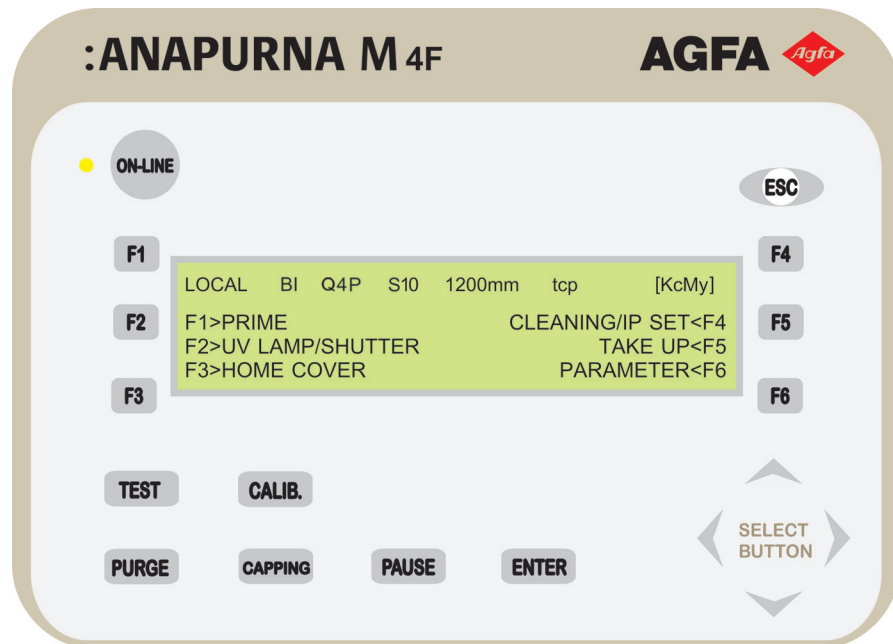 :ANAPURNA M 4F
AGFA Agfa
ON-LINE
ESC
F1
F4
LOCAL BI Q4P S10 1200mm tcp [KcMy]
F2
F1>PRIME CLEANING/IP SET<F4
F5
F2>UV LAMP/SHUTTER TAKE UP<F5
F3>HOME COVER PARAMETER<F6
F3
F6
TEST
CALIB.
SELECT
BUTTON
PURGE
CAPPING
PAUSE
ENTER